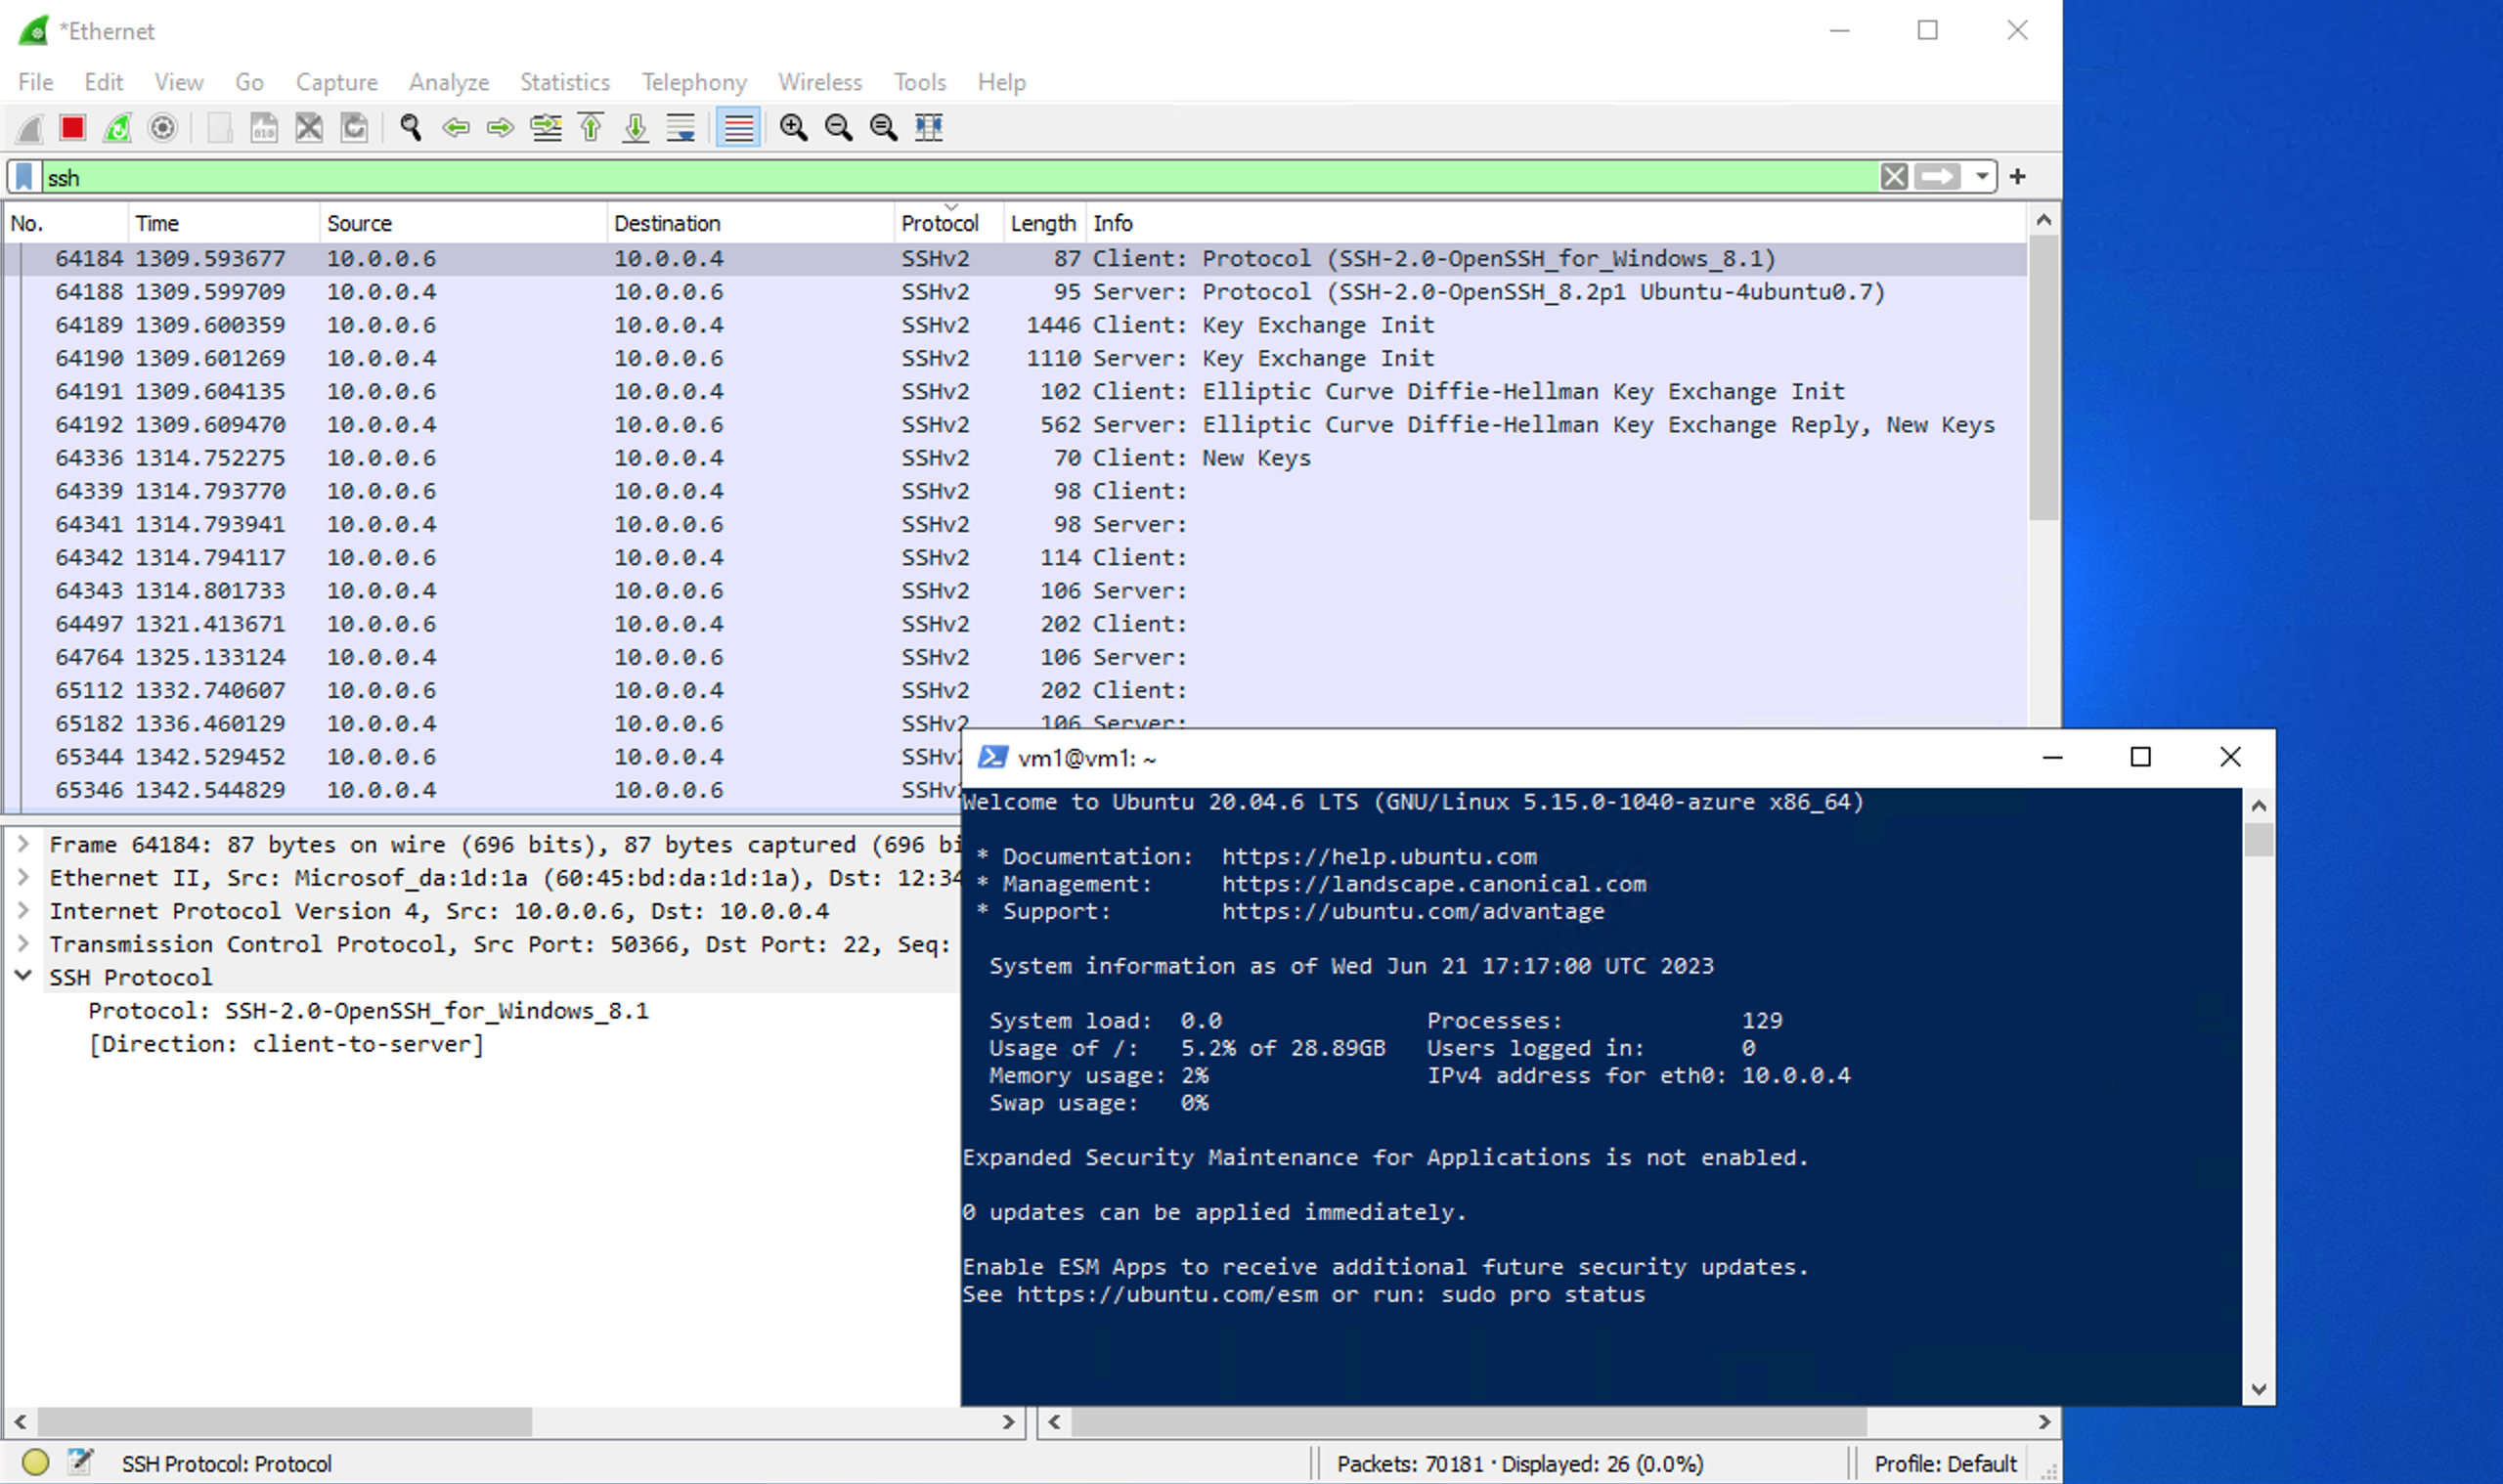 *Ethernet
File Edit View Go Capture Analyze Statistics Telephony Wireless Tools Help
ssh
No. Time Source Destination Protocol Length Info
64184 1309.593677 10.0.0.6 10.0.0.4 SSHv2 87 Client: Protocol (SSH-2.0-OpenSSH_for_Windows_8.1)
64188 1309.599709 10.0.0.4 10.0.0.6 SSHv2 95 Server: Protocol (SSH-2.0-OpenSSH_8.2p1 Ubuntu-4ubuntu0.7)
64189 1309.600359 10.0.0.6 10.0.0.4 SSHv2 1446 Client: Key Exchange Init
64190 1309.601269 10.0.0.4 10.0.0.6 SSHv2 1110 Server: Key Exchange Init
64191 1309.604135 10.0.0.6 10.0.0.4 SSHv2 102 Client: Elliptic Curve Diffie-Hellman Key Exchange Init
64192 1309.609470 10.0.0.4 10.0.0.6 SSHv2 562 Server: Elliptic Curve Diffie-Hellman Key Exchange Reply, New Keys
64336 1314.752275 10.0.0.6 10.0.0.4 SSHv2 70 Client: New Keys
64339 1314.793770 10.0.0.6 10.0.0.4 SSHv2 98 Client:
64341 1314.793941 10.0.0.4 10.0.0.6 SSHv2 98 Server:
64342 1314.794117 10.0.0.6 10.0.0.4 SSHv2 114 Client:
64343 1314.801733 10.0.0.4 10.0.0.6 SSHv2 106 Server:
64497 1321.413671 10.0.0.6 10.0.0.4 SSHv2 202 Client:
64764 1325.133124 10.0.0.4 10.0.0.6 SSHv2 106 Server:
65112 1332.740607 10.0.0.6 10.0.0.4 SSHv2 202 Client:
65182 1336.460129 10.0.0.4 10.0.0.6 SSHv2 106 Server:
65344 1342.529452 10.0.0.6 10.0.0.4 SSHv
65346 1342.544829 10.0.0.4 10.0.0.6 SSHv
Frame 64184: 87 bytes on wire (696 bits), 87 bytes captured (696 bi
Ethernet II, Src: Microsof_da:1d:1a (60:45:bd:da:1d:1a), Dst: 12:34
Internet Protocol Version 4, Src: 10.0.0.6, Dst: 10.0.0.4
Transmission Control Protocol, Src Port: 50366, Dst Port: 22, Seq:
SSH Protocol
Protocol: SSH-2.0-OpenSSH_for_Windows_8.1
[Direction: client-to-server]
vm1@vm1: ~
Welcome to Ubuntu 20.04.6 LTS (GNU/Linux 5.15.0-1040-azure x86_64)
* Documentation: https://help.ubuntu.com
* Management: https://landscape.canonical.com
* Support: https://ubuntu.com/advantage
System information as of Wed Jun 21 17:17:00 UTC 2023
System load: 0.0 Processes: 129
Usage of /: 5.2% of 28.89GB Users logged in: 0
Memory usage: 2% IPv4 address for eth0: 10.0.0.4
Swap usage: 0%
Expanded Security Maintenance for Applications is not enabled.
0 updates can be applied immediately.
Enable ESM Apps to receive additional future security updates.
See https://ubuntu.com/esm or run: sudo pro status
SSH Protocol: Protocol
Packets: 70181 · Displayed: 26 (0.0%)
Profile: Default